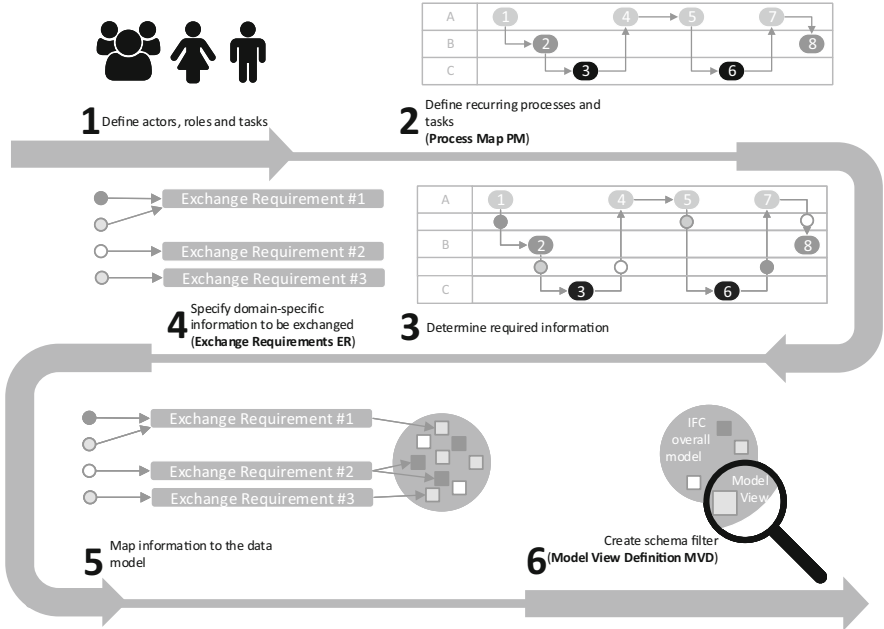 1 Define actors, roles and tasks
A 1 4 5 7
B 2 8
C 3 6
2 Define recurring processes and
tasks
(Process Map PM)
A 1 4 5 7
B 2 8
C 3 6
3 Determine required information
Exchange Requirement #1
Exchange Requirement #2
Exchange Requirement #3
4 Specify domain-specific
information to be exchanged
(Exchange Requirements ER)
Exchange Requirement #1
Exchange Requirement #2
Exchange Requirement #3
5 Map information to the data
model
IFC
overall
model
Model
View
6 Create schema filter
(Model View Definition MVD)